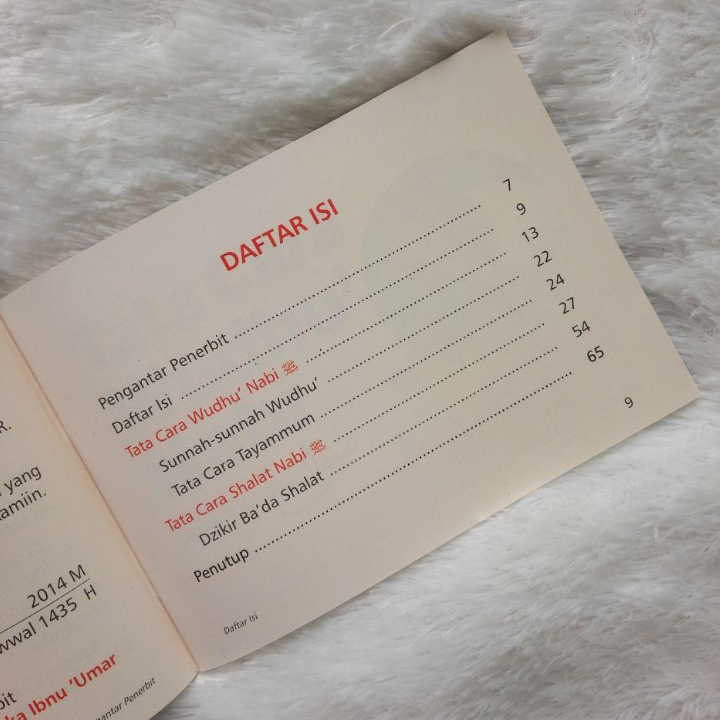 R.
yang
amiin.
2014 M
wwal 1435 H
bit
ka Ibnu 'Umar
ngantar Penerbit
DAFTAR ISI
Pengantar Penerbit ........ 7
Daftar Isi ........ 9
Tata Cara Wudhu' Nabi ﷺ ........ 13
Sunnah-sunnah Wudhu' ........ 22
Tata Cara Tayammum ........ 24
Tata Cara Shalat Nabi ﷺ ........ 27
Dzikir Ba'da Shalat ........ 54
Penutup ........ 65
Daftar Isi
9